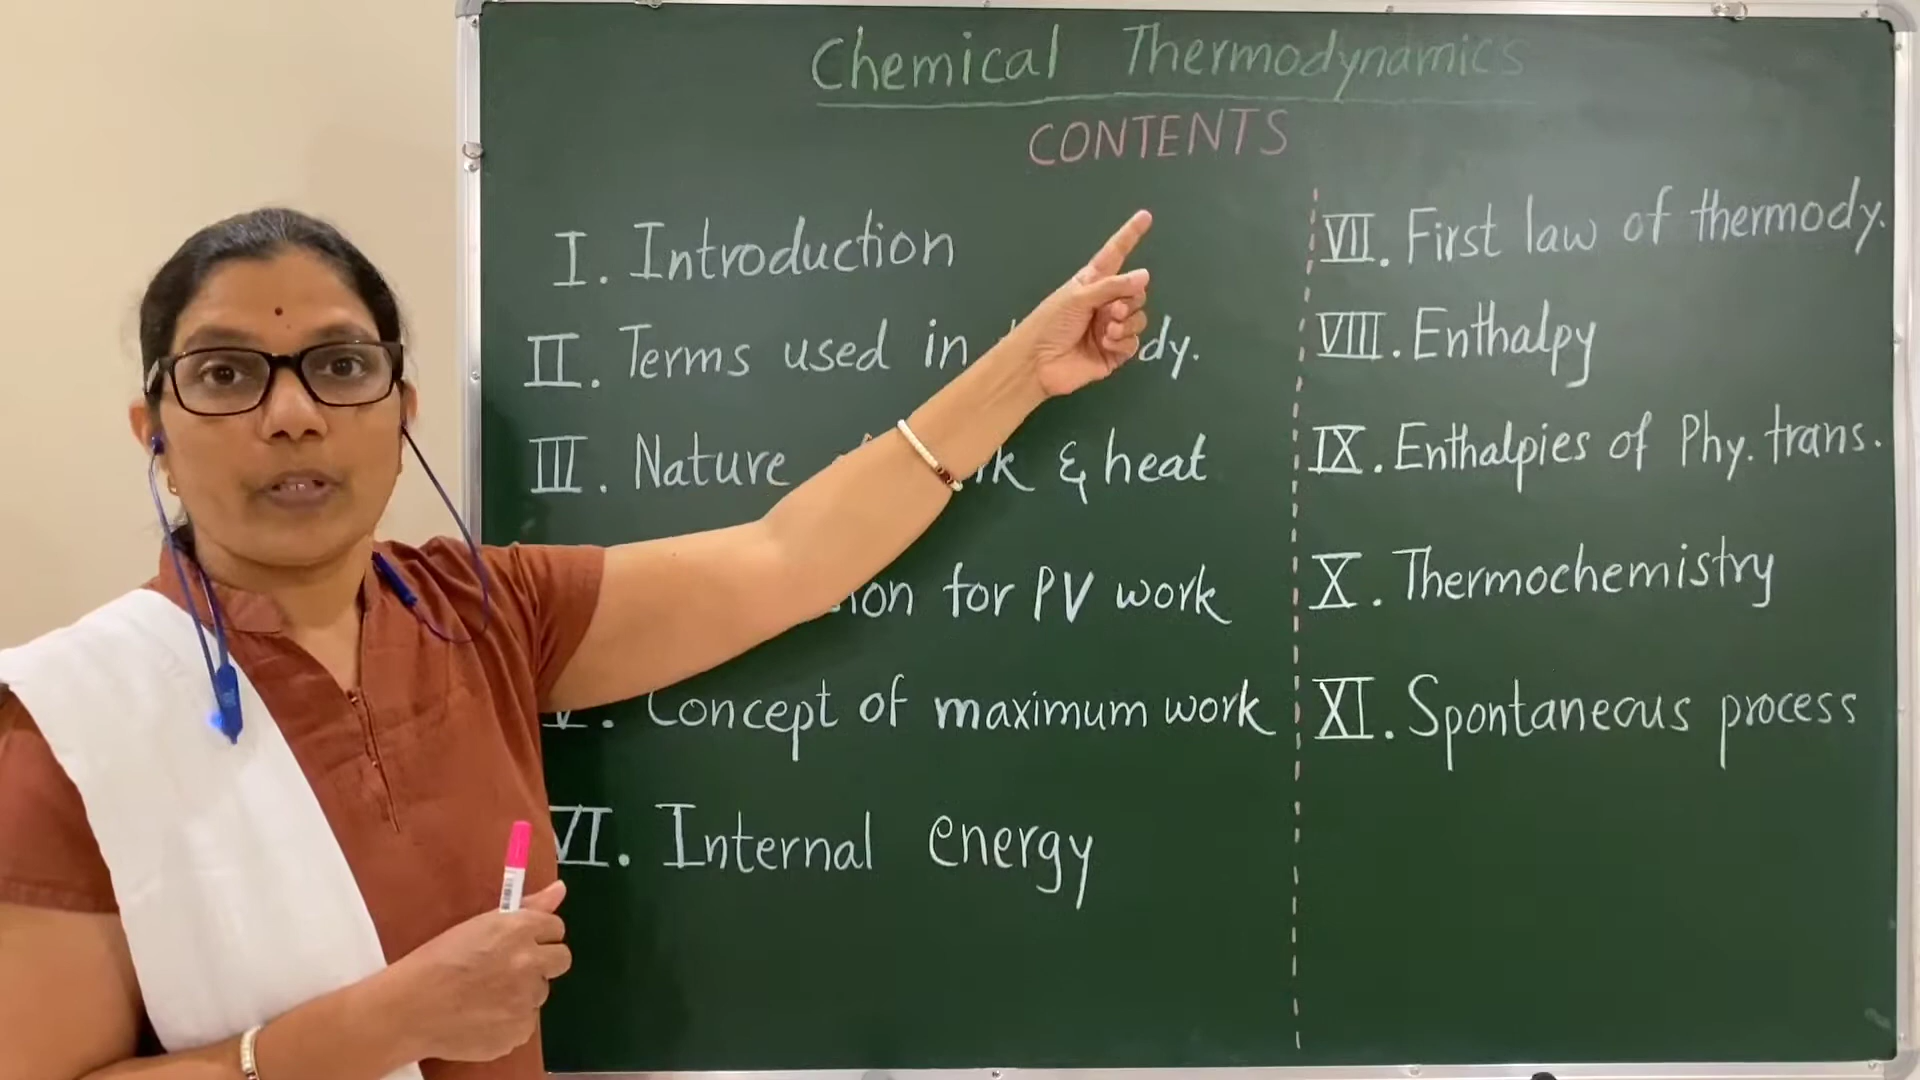 Chemical Thermodynamics
CONTENTS
I. Introduction
II. Terms used in dy.
III. Nature & heat
for PV work
V. Concept of maximum work
VI. Internal energy
VII. First law of thermody.
VIII. Enthalpy
IX. Enthalpies of Phy. trans.
X. Thermochemistry
XI. Spontaneous process